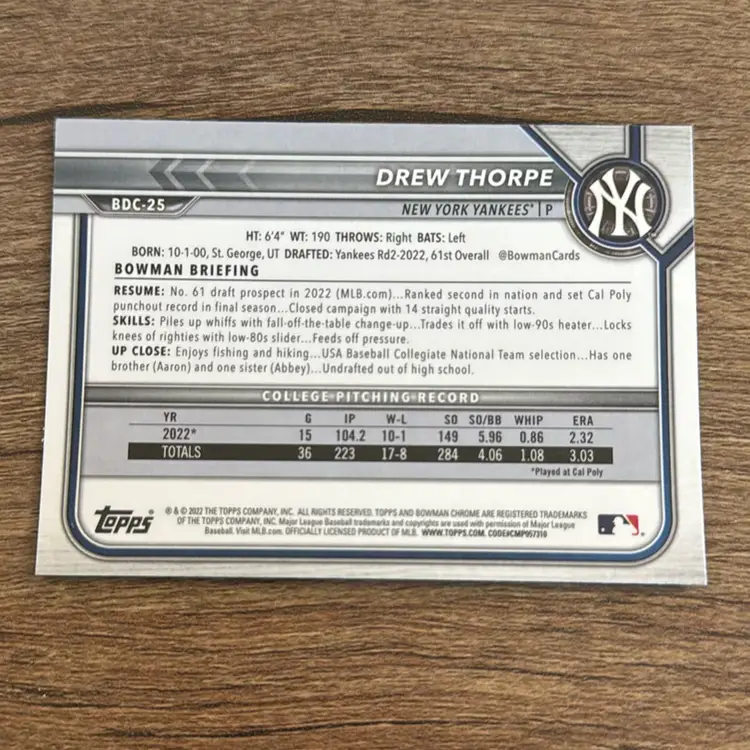 DREW THORPE
BDC-25
NEW YORK YANKEES® | P
NY
HT: 6'4" WT: 190 THROWS: Right BATS: Left
BORN: 10-1-00, St. George, UT DRAFTED: Yankees Rd2-2022, 61st Overall @BowmanCards
BOWMAN BRIEFING
RESUME: No. 61 draft prospect in 2022 (MLB.com)...Ranked second in nation and set Cal Poly
punchout record in final season...Closed campaign with 14 straight quality starts.
SKILLS: Piles up whiffs with fall-off-the-table change-up...Trades it off with low-90s heater...Locks
knees of righties with low-80s slider...Feeds off pressure.
UP CLOSE: Enjoys fishing and hiking...USA Baseball Collegiate National Team selection...Has one
brother (Aaron) and one sister (Abbey)...Undrafted out of high school.
COLLEGE PITCHING RECORD
YR G IP W-L SO SO/BB WHIP ERA
2022* 15 104.2 10-1 149 5.96 0.86 2.32
TOTALS 36 223 17-8 284 4.06 1.08 3.03
*Played at Cal Poly
Topps®
® & © 2022 THE TOPPS COMPANY, INC. ALL RIGHTS RESERVED. TOPPS AND BOWMAN CHROME ARE REGISTERED TRADEMARKS
OF THE TOPPS COMPANY, INC. Major League Baseball trademarks and copyrights are used with permission of Major League
Baseball. Visit MLB.com. OFFICIALLY LICENSED PRODUCT OF MLB. WWW.TOPPS.COM. CODE#CMP057310